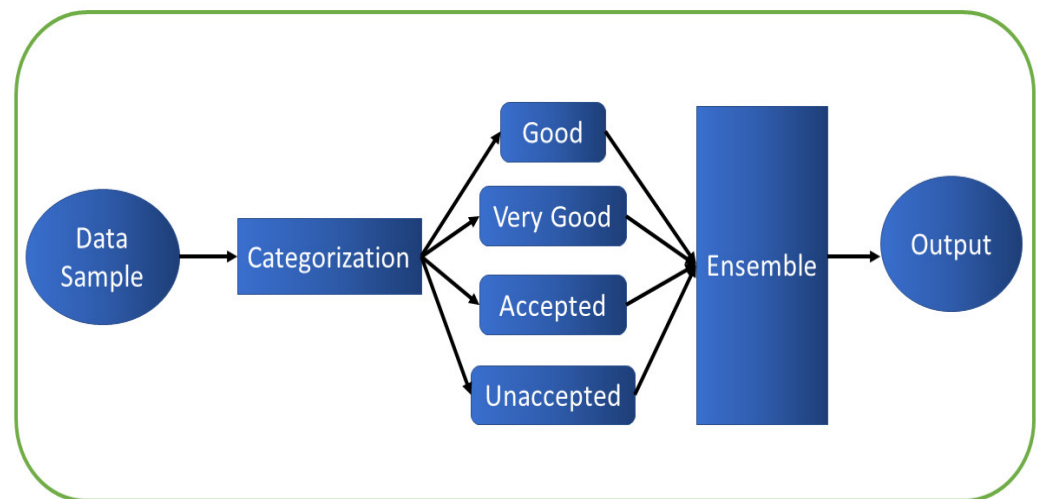 Data
Sample
Categorization
Good
Very Good
Accepted
Unaccepted
Ensemble
Output